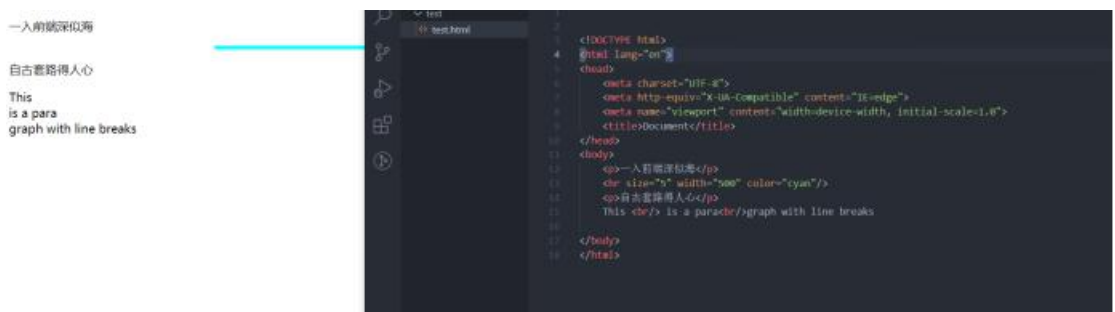 一入前端深似海
自古套路得人心
This
is a para
graph with line breaks
test
test.html
<!DOCTYPE html>
4 <html lang="en">
<head>
<meta charset="UTF-8">
<meta http-equiv="X-UA-Compatible" content="IE=edge">
<meta name="viewport" content="width=device-width, initial-scale=1.0">
<title>Document</title>
</head>
<body>
<p>一入前端深似海</p>
<hr size="5" width="500" color="cyan"/>
<p>自古套路得人心</p>
This <br/> is a para<br/>graph with line breaks
</body>
</html>